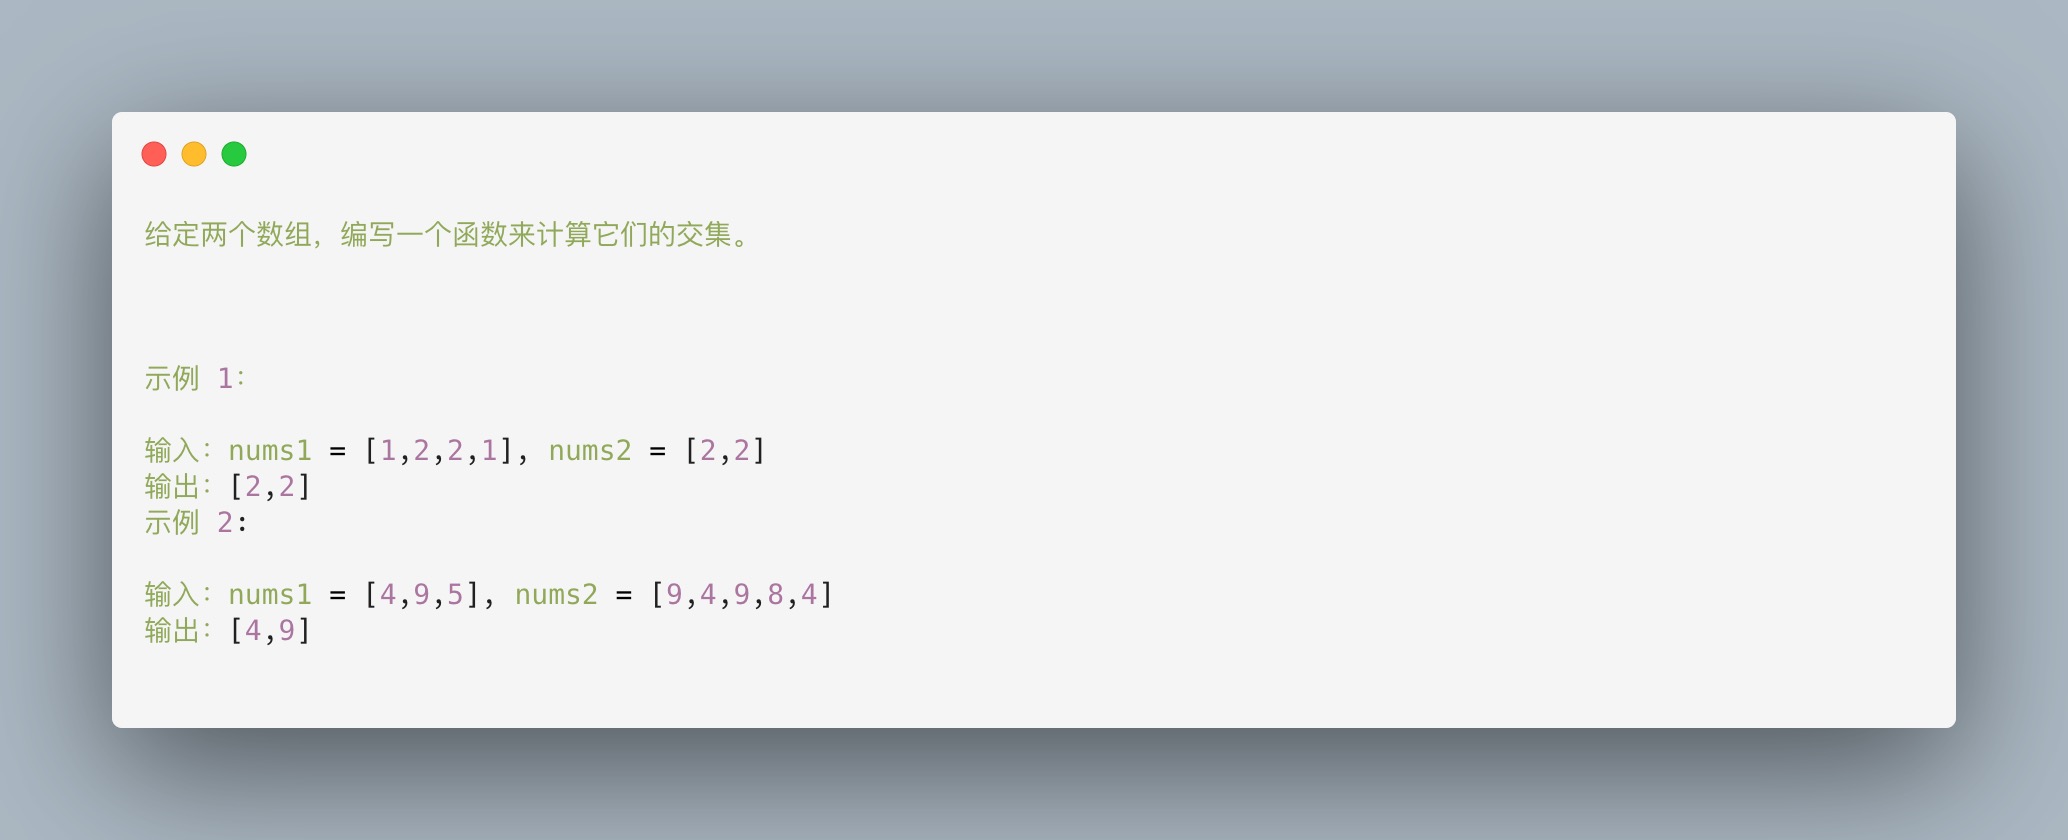 给定两个数组，编写一个函数来计算它们的交集。
示例 1：
输入：nums1 = [1,2,2,1], nums2 = [2,2]
输出：[2,2]
示例 2:
输入：nums1 = [4,9,5], nums2 = [9,4,9,8,4]
输出：[4,9]